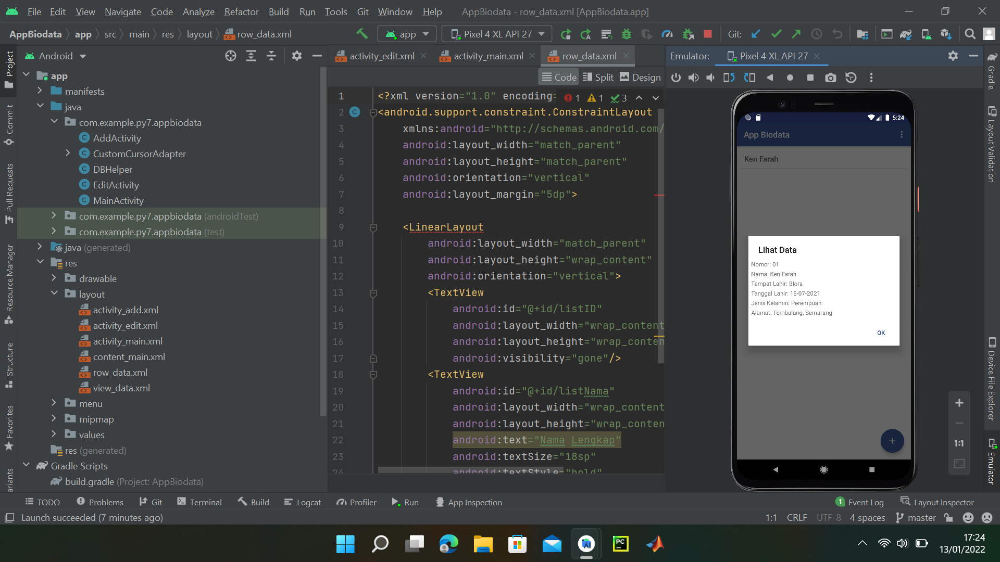 File Edit View Navigate Code Analyze Refactor Build Run Tools Git Window Help AppBiodata - row_data.xml [AppBiodata.app]
AppBiodata app src main res layout row_data.xml app Pixel 4 XL API 27 Git:
Android
activity_edit.xml activity_main.xml row_data.xml
Emulator: Pixel 4 XL API 27
Code Split Design
Project
Commit
Pull Requests
Resource Manager
Structure
Favorites
app
manifests
java
com.example.py7.appbiodata
AddActivity
CustomCursorAdapter
DBHelper
EditActivity
MainActivity
com.example.py7.appbiodata (androidTest)
com.example.py7.appbiodata (test)
java (generated)
res
drawable
layout
activity_add.xml
activity_edit.xml
activity_main.xml
content_main.xml
row_data.xml
view_data.xml
menu
mipmap
values
res (generated)
Gradle Scripts
build.gradle (Project: AppBiodata)
1 <?xml version="1.0" encoding= 1 1 3
2 <android.support.constraint.ConstraintLayout
3 xmlns:android="http://schemas.android.com/
4 android:layout_width="match_parent"
5 android:layout_height="match_parent"
6 android:orientation="vertical"
7 android:layout_margin="5dp">
8
9 <LinearLayout
10 android:layout_width="match_parent"
11 android:layout_height="wrap_content"
12 android:orientation="vertical">
13 <TextView
14 android:id="@+id/listID"
15 android:layout_width="wrap_content
16 android:layout_height="wrap_conten
17 android:visibility="gone"/>
18 <TextView
19 android:id="@+id/listNama"
20 android:layout_width="wrap_content
21 android:layout_height="wrap_conten
22 android:text="Nama Lengkap"
23 android:textSize="18sp"
24 android:textStyle="bold"
5:24
App Biodata
Ken Farah
Lihat Data
Nomor: 01
Nama: Ken Farah
Tempat Lahir: Blora
Tanggal Lahir: 16-07-2021
Jenis Kelamin: Perempuan
Alamat: Tembalang, Semarang
OK
+
1:1
Gradle
Layout Validation
Device File Explorer
Emulator
TODO Problems Git Terminal Build Logcat Profiler Run App Inspection 1 Event Log Layout Inspector
Launch succeeded (7 minutes ago) 1:1 CRLF UTF-8 4 spaces master
PC
17:24
13/01/2022